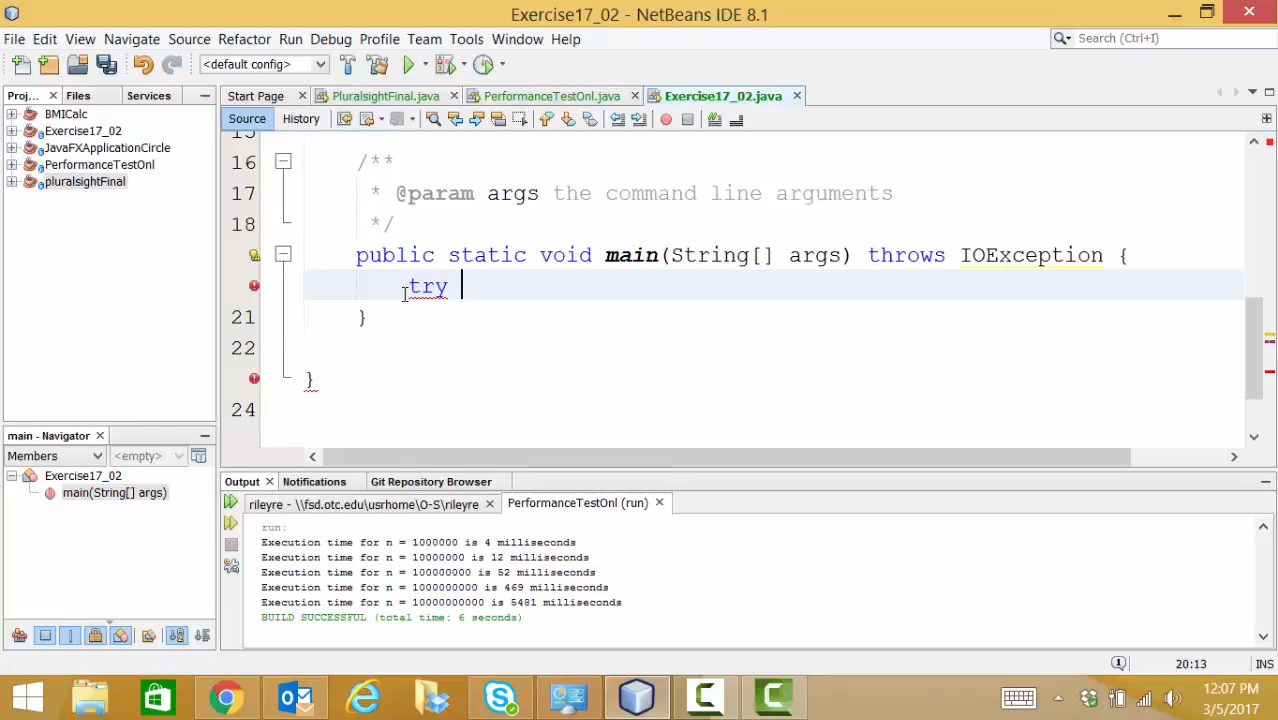 Exercise17_02 - NetBeans IDE 8.1
File Edit View Navigate Source Refactor Run Debug Profile Team Tools Window Help
Search (Ctrl+I)
<default config>
Proj... Files Services
Start Page PluralsightFinal.java PerformanceTestOnl.java Exercise17_02.java
BMICalc
Exercise17_02
JavaFXApplicationCircle
PerformanceTestOnl
pluralsightFinal
Source History
16 /**
17 * @param args the command line arguments
18 */
public static void main(String[] args) throws IOException {
try
21 }
22
}
24
main - Navigator
Members <empty>
Exercise17_02
main(String[] args)
Output Notifications Git Repository Browser
rileyre - \\fsd.otc.edu\usrhome\O-S\rileyre PerformanceTestOnl (run)
run:
Execution time for n = 1000000 is 4 milliseconds
Execution time for n = 10000000 is 12 milliseconds
Execution time for n = 100000000 is 52 milliseconds
Execution time for n = 1000000000 is 469 milliseconds
Execution time for n = 10000000000 is 5481 milliseconds
BUILD SUCCESSFUL (total time: 6 seconds)
1 20:13 INS
12:07 PM
3/5/2017